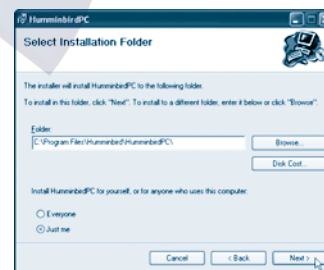 HumminbirdPC
Select Installation Folder
The installer will install HumminbirdPC to the following folder.
To install in this folder, click "Next". To install to a different folder, enter it below or click "Browse".
Folder:
C:\Program Files\Humminbird\HumminbirdPC\
Browse...
Disk Cost...
Install HumminbirdPC for yourself, or for anyone who uses this computer:
Everyone
Just me
Cancel
< Back
Next >